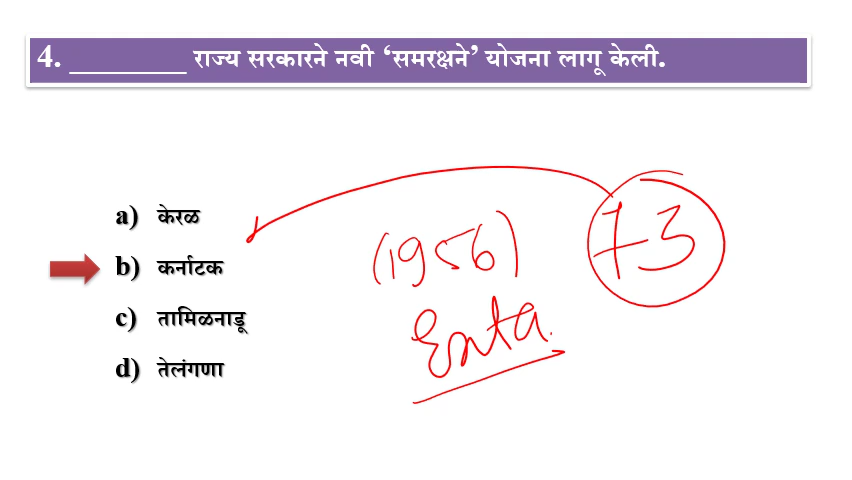 4. ________ राज्य सरकारने नवी ‘समरक्षने’ योजना लागू केली.
a) केरळ
b) कर्नाटक
c) तामिळनाडू
d) तेलंगणा
(1956)
73